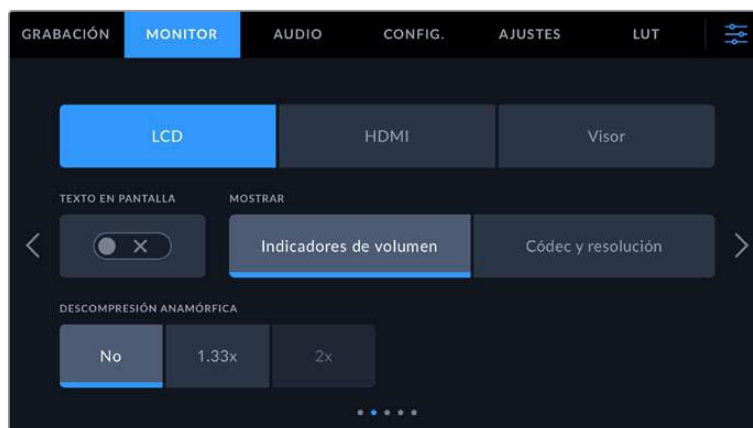 GRABACIÓN MONITOR AUDIO CONFIG. AJUSTES LUT
LCD HDMI Visor
TEXTO EN PANTALLA MOSTRAR
Indicadores de volumen Códec y resolución
DESCOMPRESIÓN ANAMÓRFICA
No 1.33x 2x